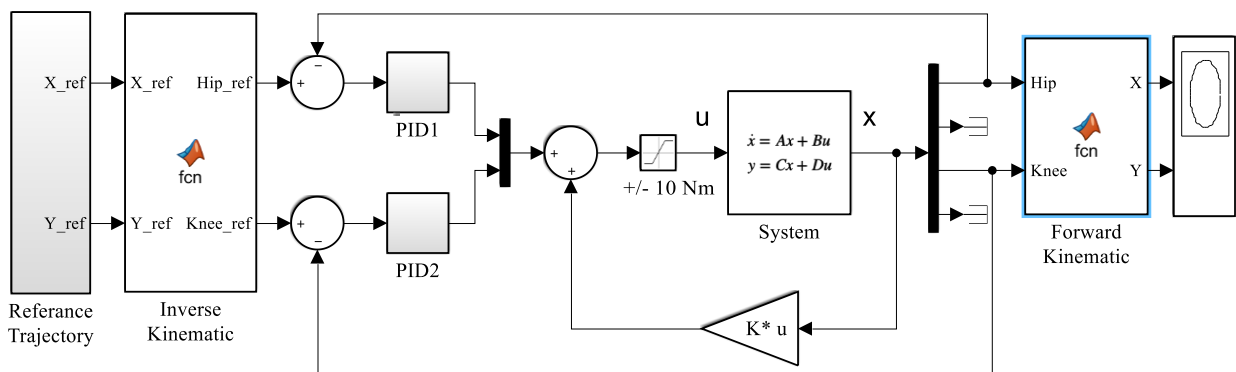 X_ref
Y_ref
Referance
Trajectory
X_ref
Hip_ref
fcn
Y_ref
Knee_ref
Inverse
Kinematic
−
+
+
−
PID1
PID2
+
+
+/- 10 Nm
u
ẋ = Ax + Bu
y = Cx + Du
System
x
K* u
Hip
X
fcn
Knee
Y
Forward
Kinematic